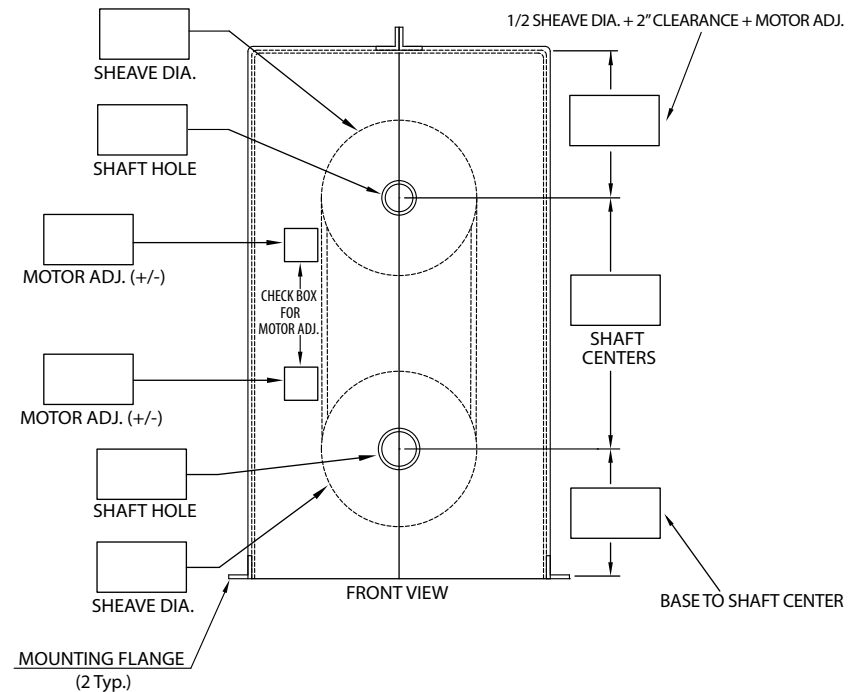 1/2 SHEAVE DIA. + 2” CLEARANCE + MOTOR ADJ.
SHEAVE DIA.
SHAFT HOLE
MOTOR ADJ. (+/-)
CHECK BOX
FOR
MOTOR ADJ.
SHAFT
CENTERS
MOTOR ADJ. (+/-)
SHAFT HOLE
SHEAVE DIA.
FRONT VIEW
BASE TO SHAFT CENTER
MOUNTING FLANGE
(2 Typ.)